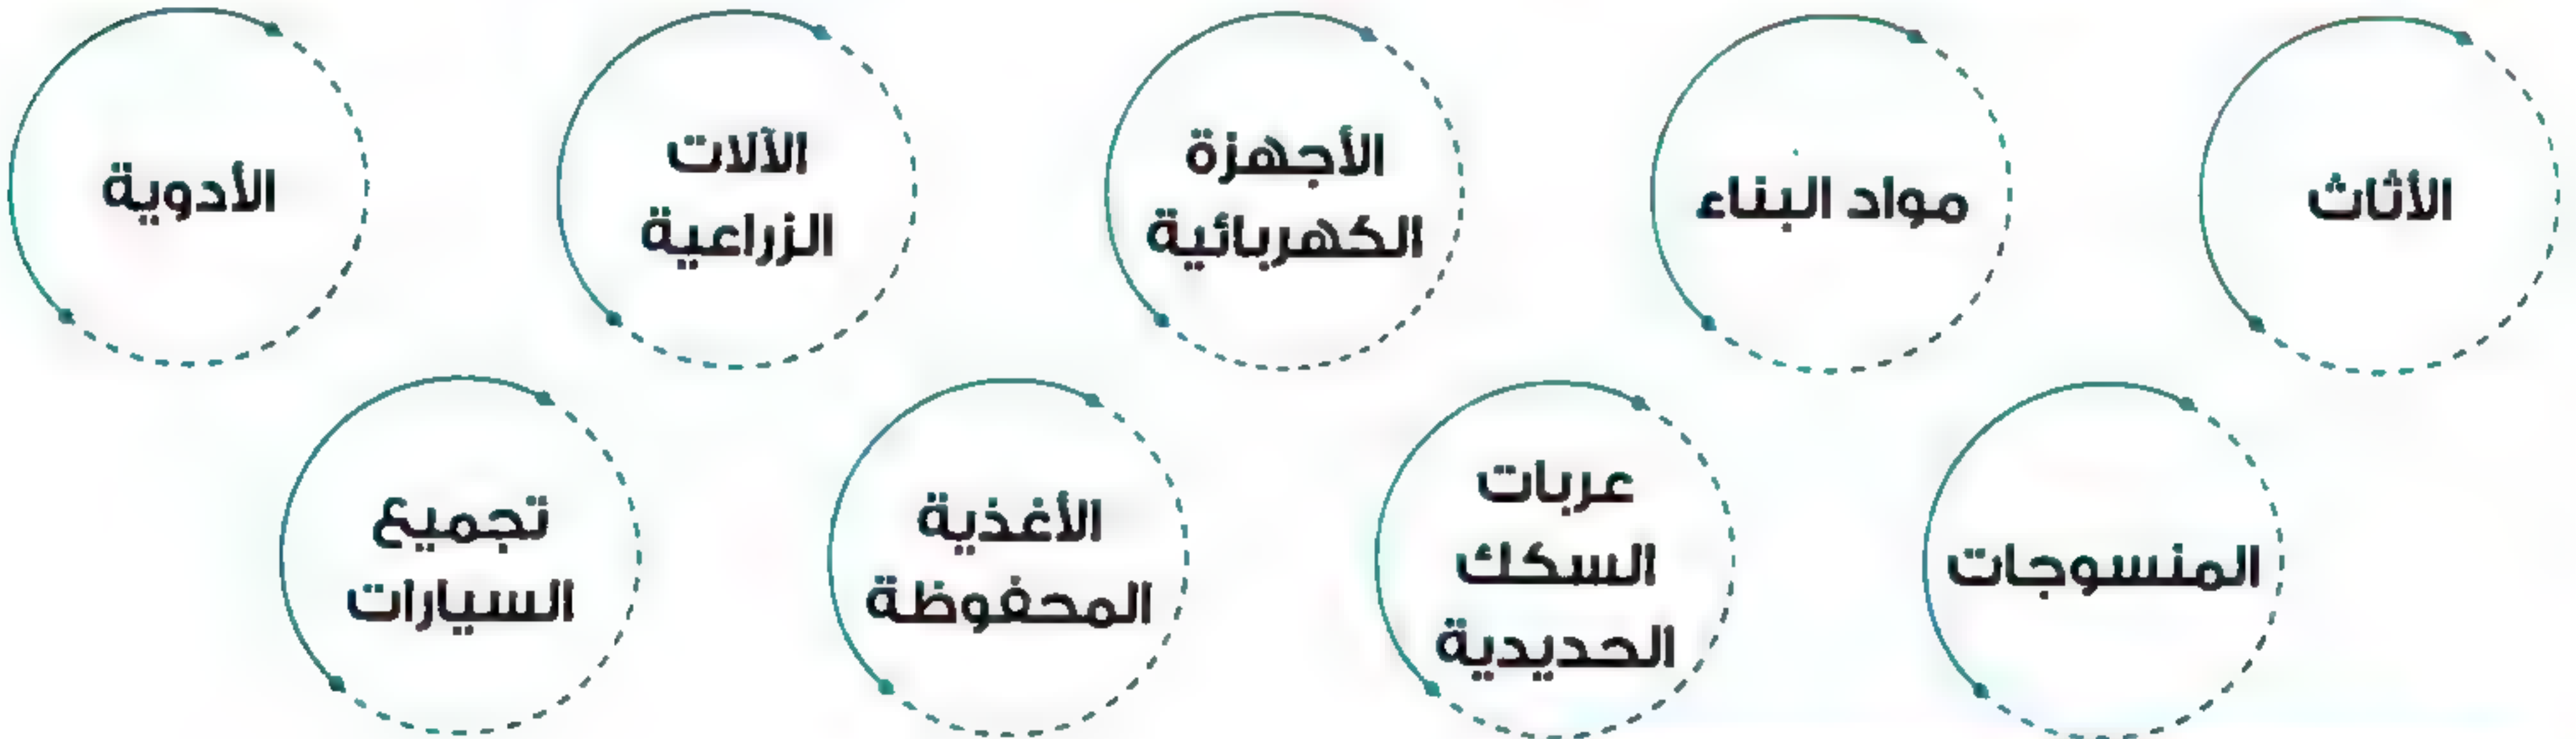 الأثاث
مواد البناء
الأجهزة
الكهربائية
الآلات
الزراعية
الأدوية
المنسوجات
عربات
السكك
الحديدية
الأغذية
المحفوظة
تجميع
السيارات